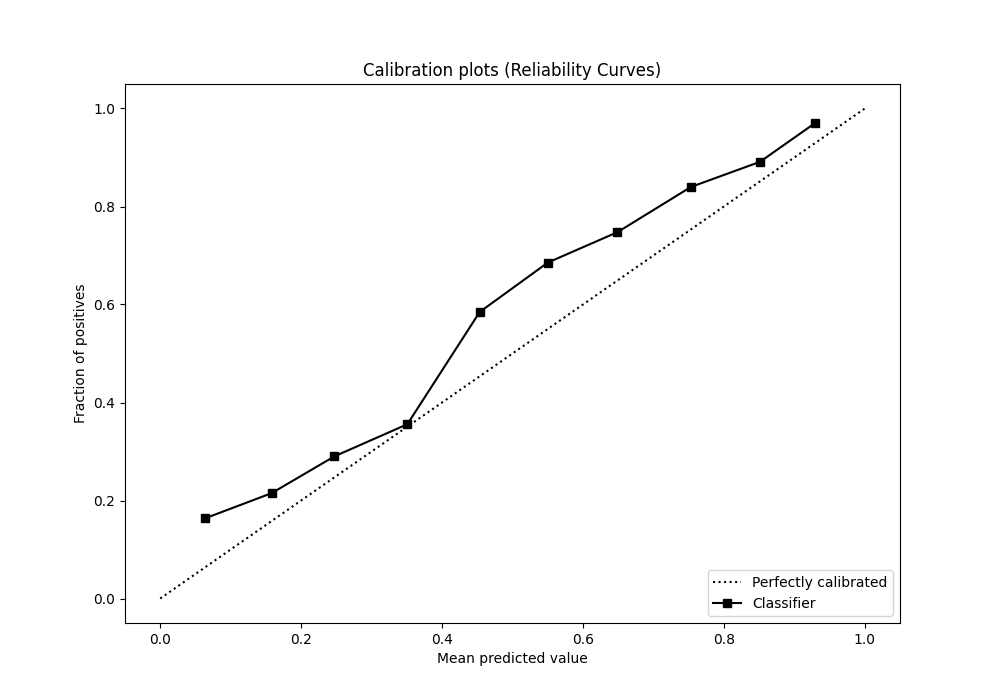 Calibration plots (Reliability Curves)
1.0
0.8
0.6
0.4
0.2
0.0
Fraction of positives
0.0 0.2 0.4 0.6 0.8 1.0
Mean predicted value
Perfectly calibrated
Classifier